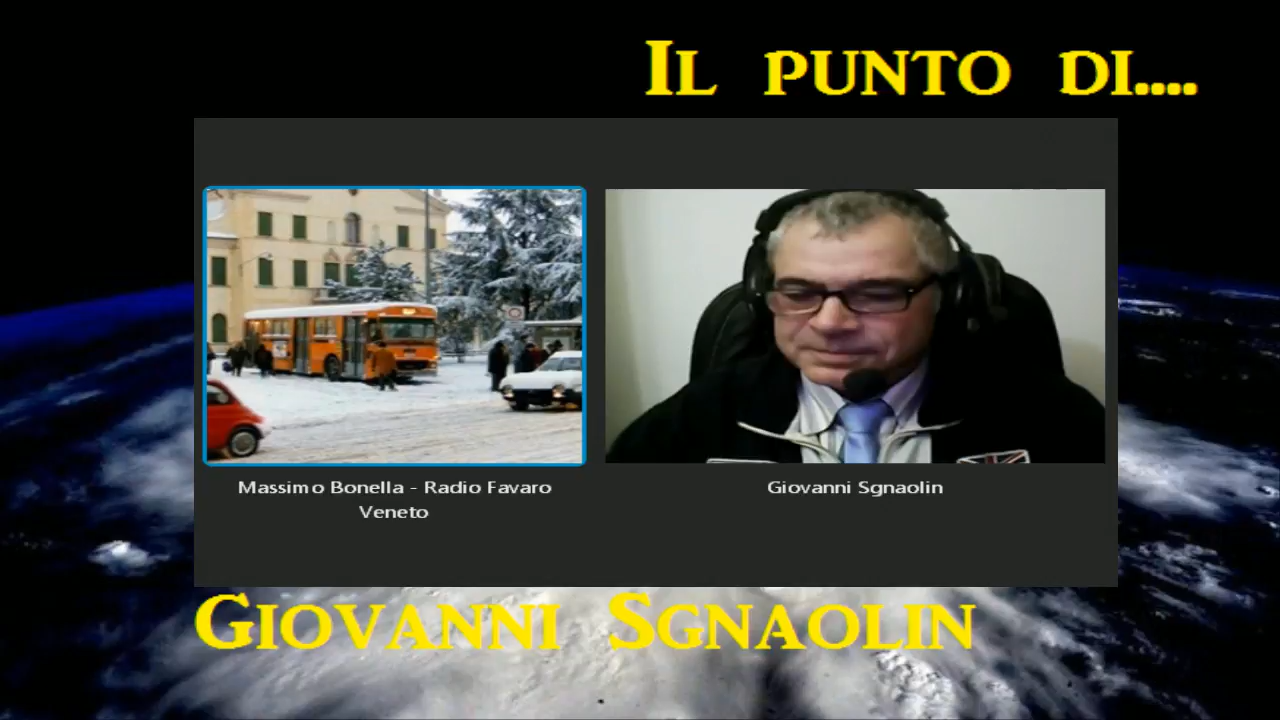 IL PUNTO DI....
Massimo Bonella - Radio Favaro
Veneto
Giovanni Sgnaolin
GIOVANNI SGNAOLIN